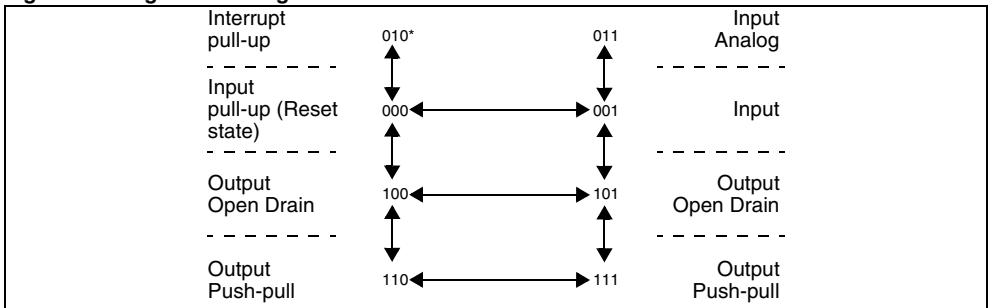 Interrupt
pull-up
010*
011
Input
Analog
Input
pull-up (Reset
state)
000
001
Input
Output
Open Drain
100
101
Output
Open Drain
Output
Push-pull
110
111
Output
Push-pull